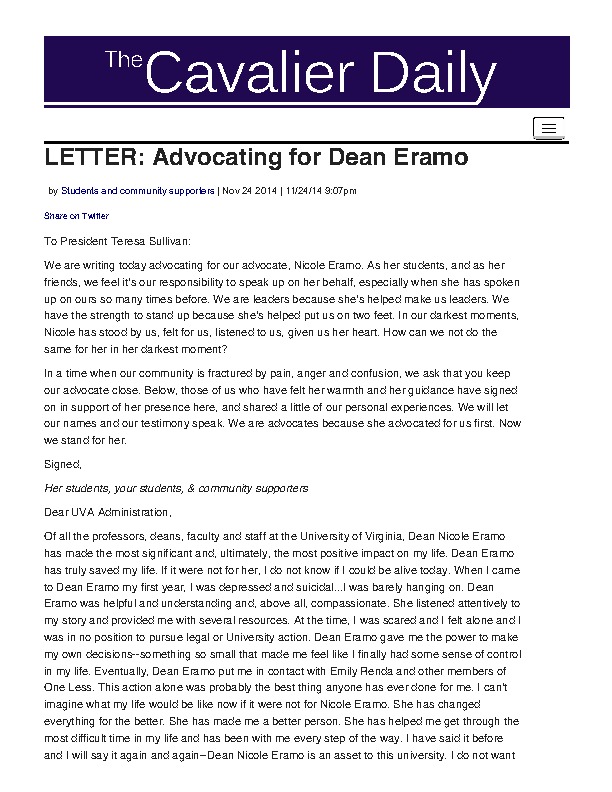 The Cavalier Daily
LETTER: Advocating for Dean Eramo
by Students and community supporters | Nov 24 2014 | 11/24/14 9:07pm
Share on Twitter
To President Teresa Sullivan:
We are writing today advocating for our advocate, Nicole Eramo. As her students, and as her
friends, we feel it's our responsibility to speak up on her behalf, especially when she has spoken
up on ours so many times before. We are leaders because she's helped make us leaders. We
have the strength to stand up because she's helped put us on two feet. In our darkest moments,
Nicole has stood by us, felt for us, listened to us, given us her heart. How can we not do the
same for her in her darkest moment?
In a time when our community is fractured by pain, anger and confusion, we ask that you keep
our advocate close. Below, those of us who have felt her warmth and her guidance have signed
on in support of her presence here, and shared a little of our personal experiences. We will let
our names and our testimony speak. We are advocates because she advocated for us first. Now
we stand for her.
Signed,
Her students, your students, & community supporters
Dear UVA Administration,
Of all the professors, deans, faculty and staff at the University of Virginia, Dean Nicole Eramo
has made the most significant and, ultimately, the most positive impact on my life. Dean Eramo
has truly saved my life. If it were not for her, I do not know if I could be alive today. When I came
to Dean Eramo my first year, I was depressed and suicidal...I was barely hanging on. Dean
Eramo was helpful and understanding and, above all, compassionate. She listened attentively to
my story and provided me with several resources. At the time, I was scared and I felt alone and I
was in no position to pursue legal or University action. Dean Eramo gave me the power to make
my own decisions--something so small that made me feel like I finally had some sense of control
in my life. Eventually, Dean Eramo put me in contact with Emily Renda and other members of
One Less. This action alone was probably the best thing anyone has ever done for me. I can't
imagine what my life would be like now if it were not for Nicole Eramo. She has changed
everything for the better. She has made me a better person. She has helped me get through the
most difficult time in my life and has been with me every step of the way. I have said it before
and I will say it again and again–Dean Nicole Eramo is an asset to this university. I do not want